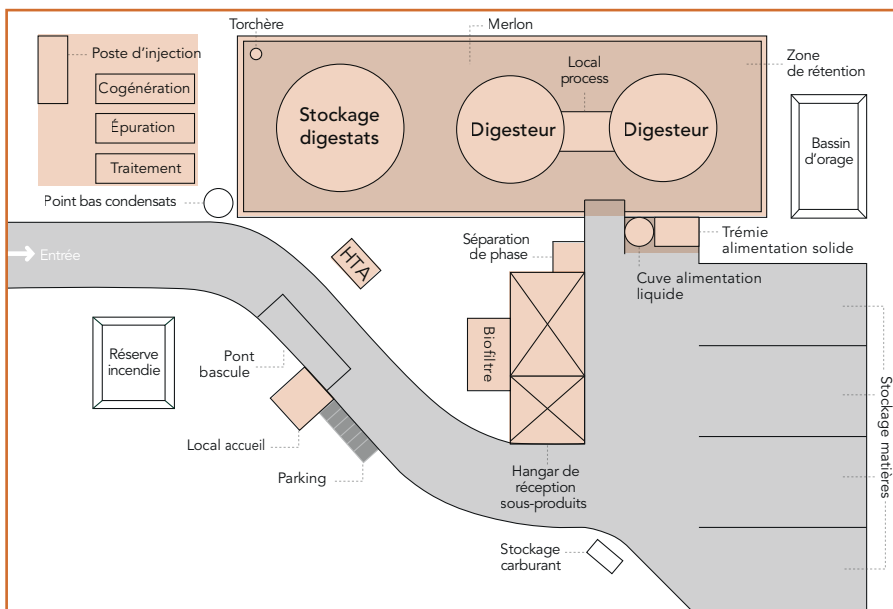 Torchère
Merlon
Poste d'injection
Local
process
Zone
de rétention
Cogénération
Stockage
digestats
Digesteur
Digesteur
Épuration
Bassin
d'orage
Traitement
Point bas condensats
Entrée
HTA
Séparation
de phase
Trémie
alimentation solide
Cuve alimentation
liquide
Biofiltre
Réserve
incendie
Pont
bascule
Stockage matières
Local accueil
Parking
Hangar de
réception
sous-produits
Stockage
carburant